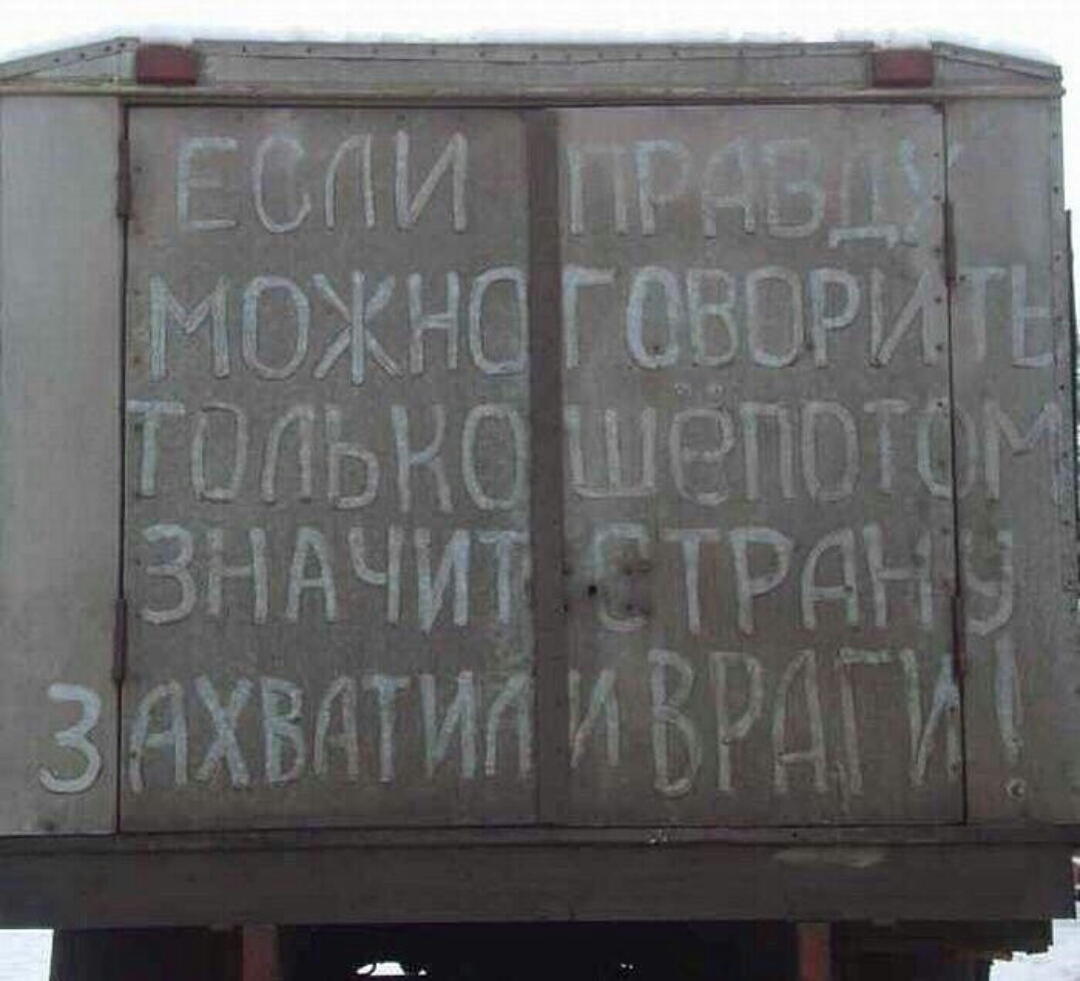 ЕСЛИ ПРАВДУ
МОЖНО ГОВОРИТЬ
ТОЛЬКО ШЁПОТОМ
ЗНАЧИТ СТРАНУ
ЗАХВАТИЛИ ВРАГИ!